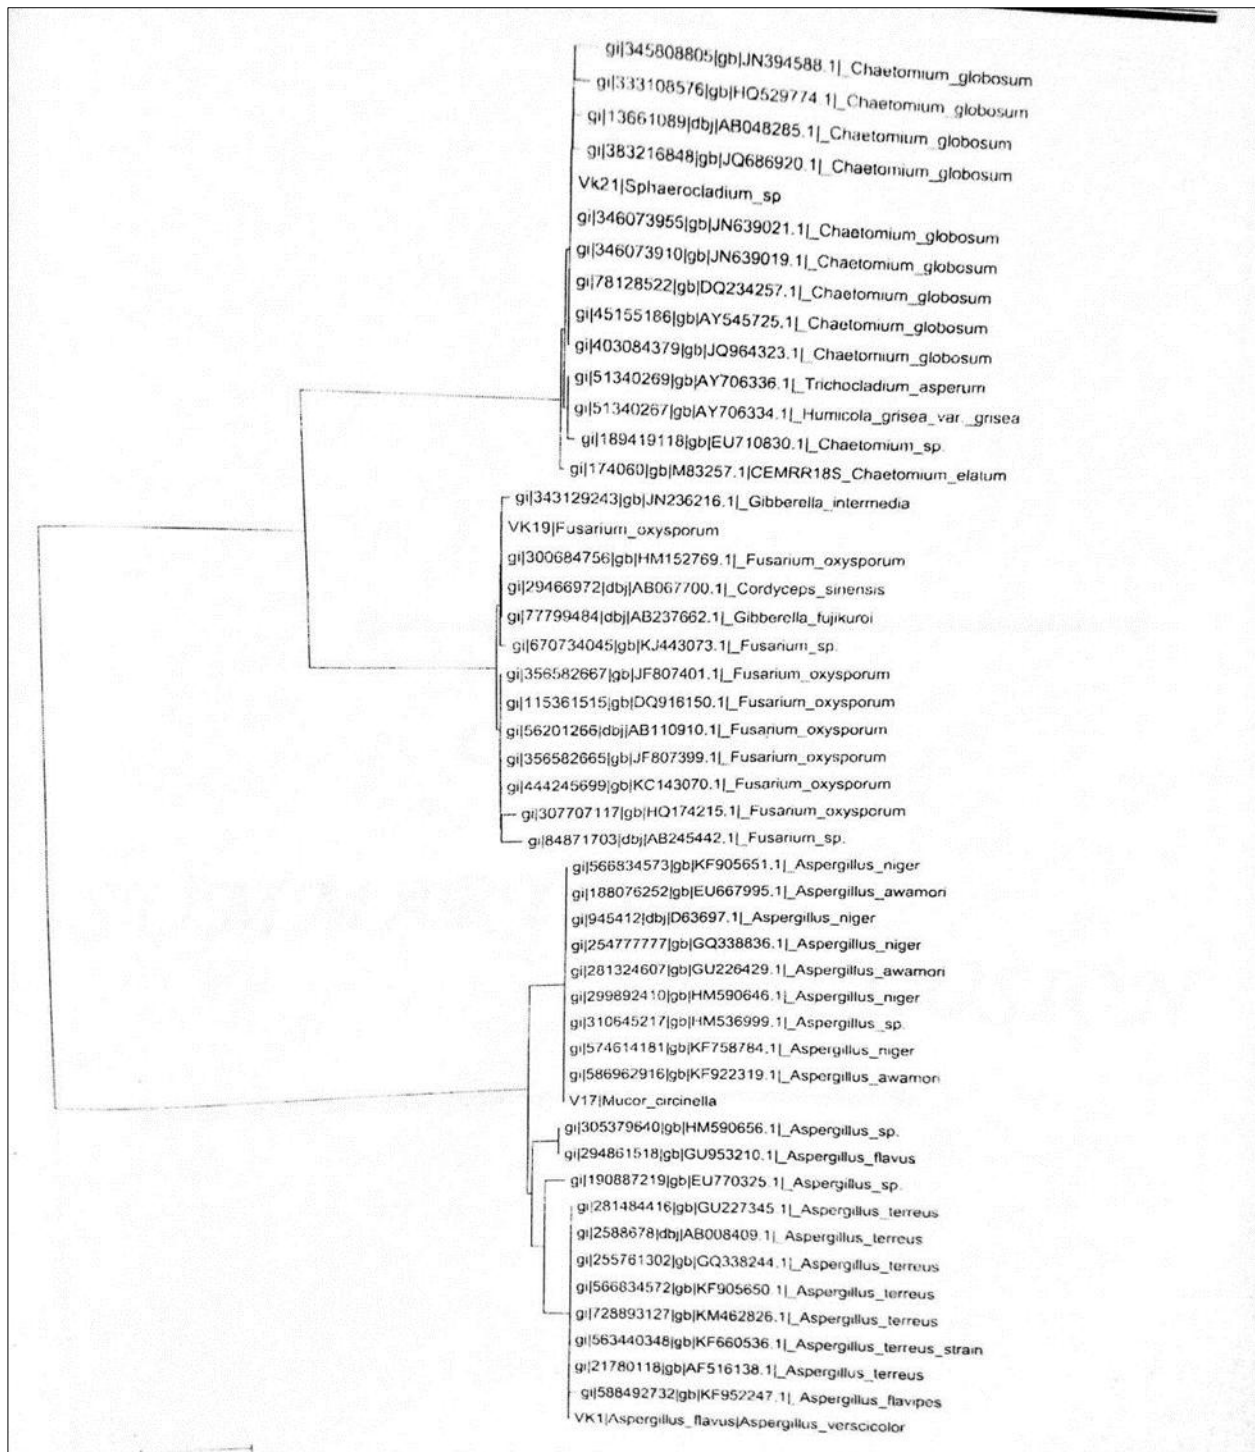 gi|345808805|gb|JN394588.1|_Chaetomium_globosum
gi|333108576|gb|HQ529774.1|_Chaetomium_globosum
gi|13661089|dbj|AB048285.1|_Chaetomium_globosum
gi|383216848|gb|JQ686920.1|_Chaetomium_globosum
Vk21|Sphaerocladium_sp
gi|346073955|gb|JN639021.1|_Chaetomium_globosum
gi|346073910|gb|JN639019.1|_Chaetomium_globosum
gi|78128522|gb|DQ234257.1|_Chaetomium_globosum
gi|45155186|gb|AY545725.1|_Chaetomium_globosum
gi|403084379|gb|JQ964323.1|_Chaetomium_globosum
gi|51340269|gb|AY706336.1|_Trichocladium_asperum
gi|51340267|gb|AY706334.1|_Humicola_grisea_var._grisea
gi|189419118|gb|EU710830.1|_Chaetomium_sp.
gi|174060|gb|M83257.1|CEMRR18S_Chaetomium_elatum
gi|343129243|gb|JN236216.1|_Gibberella_intermedia
VK19|Fusarium_oxysporum
gi|300684756|gb|HM152769.1|_Fusarium_oxysporum
gi|29466972|dbj|AB067700.1|_Cordyceps_sinensis
gi|77799484|dbj|AB237662.1|_Gibberella_fujikuroi
gi|670734045|gb|KJ443073.1|_Fusarium_sp.
gi|356582667|gb|JF807401.1|_Fusarium_oxysporum
gi|115361515|gb|DQ916150.1|_Fusarium_oxysporum
gi|56201266|dbj|AB110910.1|_Fusarium_oxysporum
gi|356582665|gb|JF807399.1|_Fusarium_oxysporum
gi|444245699|gb|KC143070.1|_Fusarium_oxysporum
gi|307707117|gb|HQ174215.1|_Fusarium_oxysporum
gi|84871703|dbj|AB245442.1|_Fusarium_sp.
gi|566834573|gb|KF905651.1|_Aspergillus_niger
gi|188076252|gb|EU667995.1|_Aspergillus_awamori
gi|945412|dbj|D63697.1|_Aspergillus_niger
gi|254777777|gb|GQ338836.1|_Aspergillus_niger
gi|281324607|gb|GU226429.1|_Aspergillus_awamori
gi|299892410|gb|HM590646.1|_Aspergillus_niger
gi|310645217|gb|HM536999.1|_Aspergillus_sp.
gi|574614181|gb|KF758784.1|_Aspergillus_niger
gi|586962916|gb|KF922319.1|_Aspergillus_awamori
V17|Mucor_circinella
gi|305379640|gb|HM590656.1|_Aspergillus_sp.
gi|294861518|gb|GU953210.1|_Aspergillus_flavus
gi|190887219|gb|EU770325.1|_Aspergillus_sp.
gi|281484416|gb|GU227345.1|_Aspergillus_terreus
gi|2588678|dbj|AB008409.1|_Aspergillus_terreus
gi|255761302|gb|GQ338244.1|_Aspergillus_terreus
gi|566834572|gb|KF905650.1|_Aspergillus_terreus
gi|728893127|gb|KM462826.1|_Aspergillus_terreus
gi|563440348|gb|KF660536.1|_Aspergillus_terreus_strain
gi|21780118|gb|AF516138.1|_Aspergillus_terreus
gi|588492732|gb|KF952247.1|_Aspergillus_flavipes
VK1|Aspergillus_flavus|Aspergillus_verscicolor